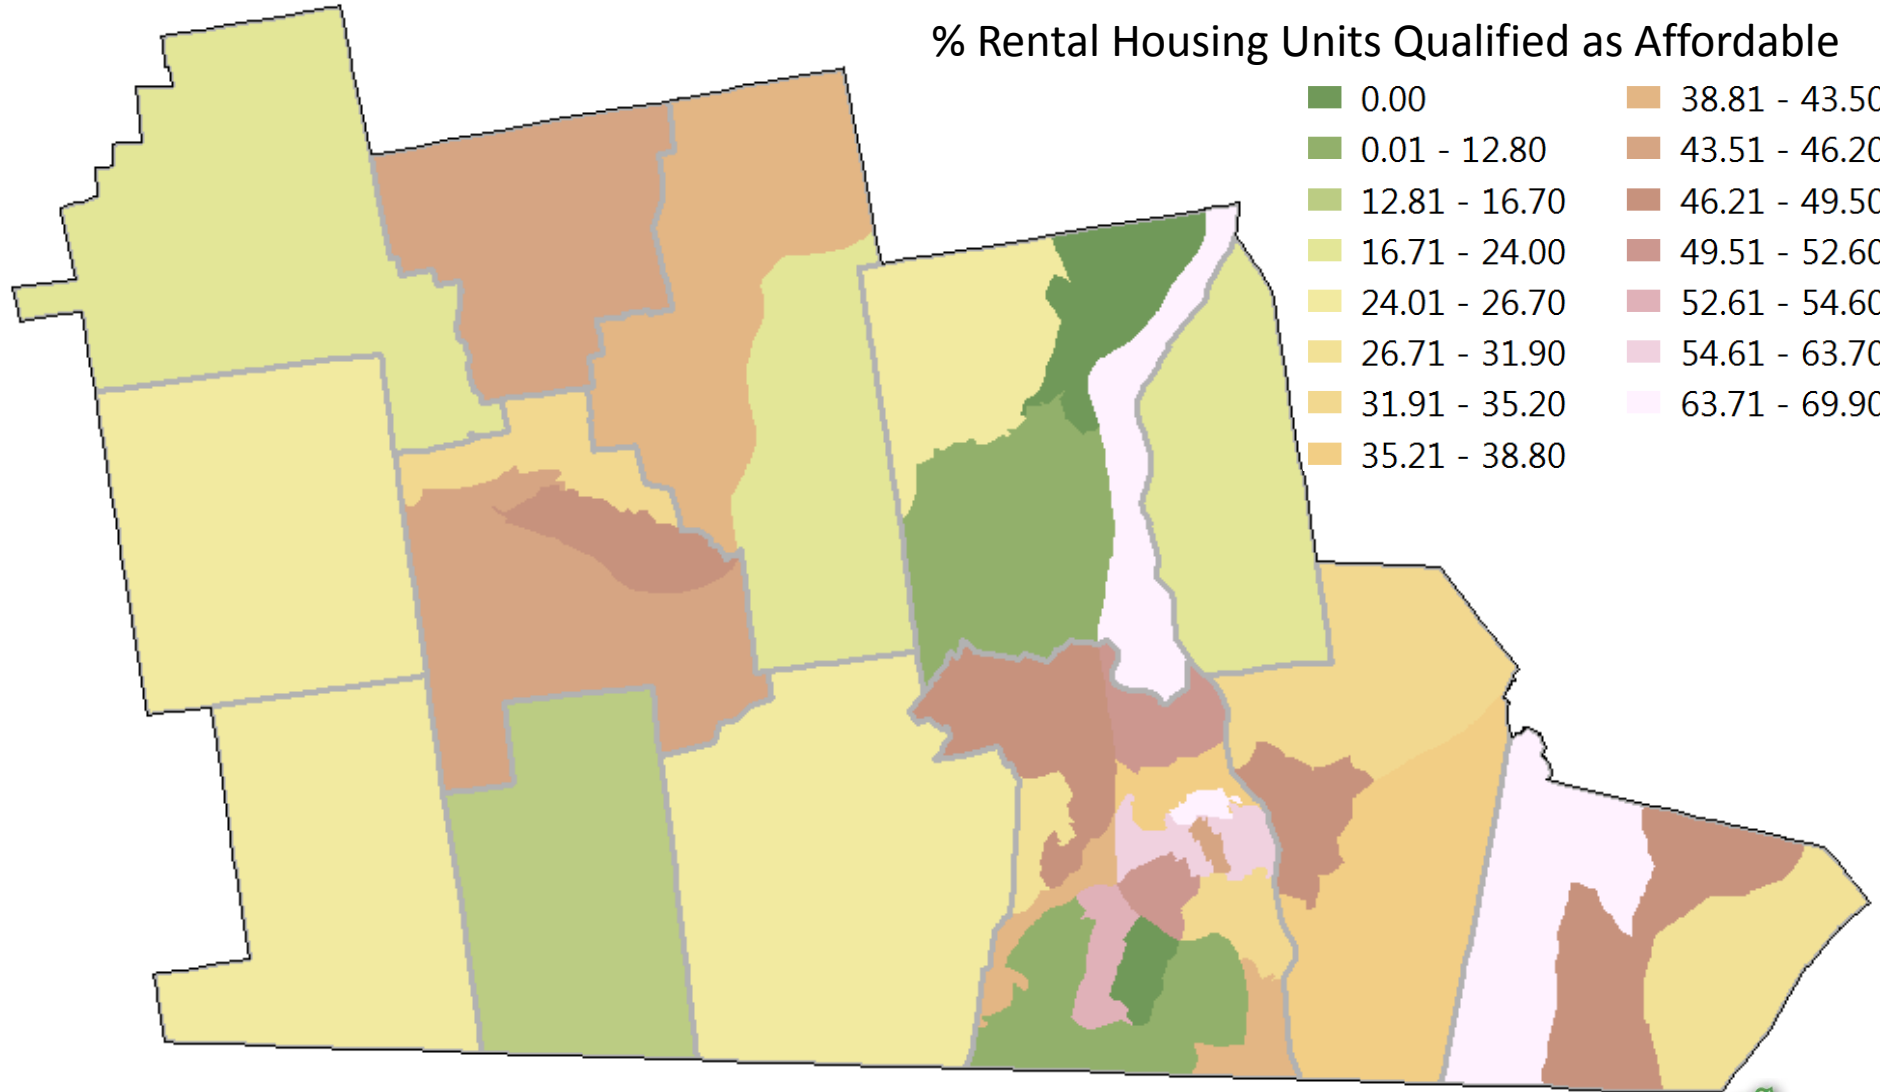 % Rental Housing Units Qualified as Affordable
0.00
0.01 - 12.80
12.81 - 16.70
16.71 - 24.00
24.01 - 26.70
26.71 - 31.90
31.91 - 35.20
35.21 - 38.80
38.81 - 43.50
43.51 - 46.20
46.21 - 49.50
49.51 - 52.60
52.61 - 54.60
54.61 - 63.70
63.71 - 69.90